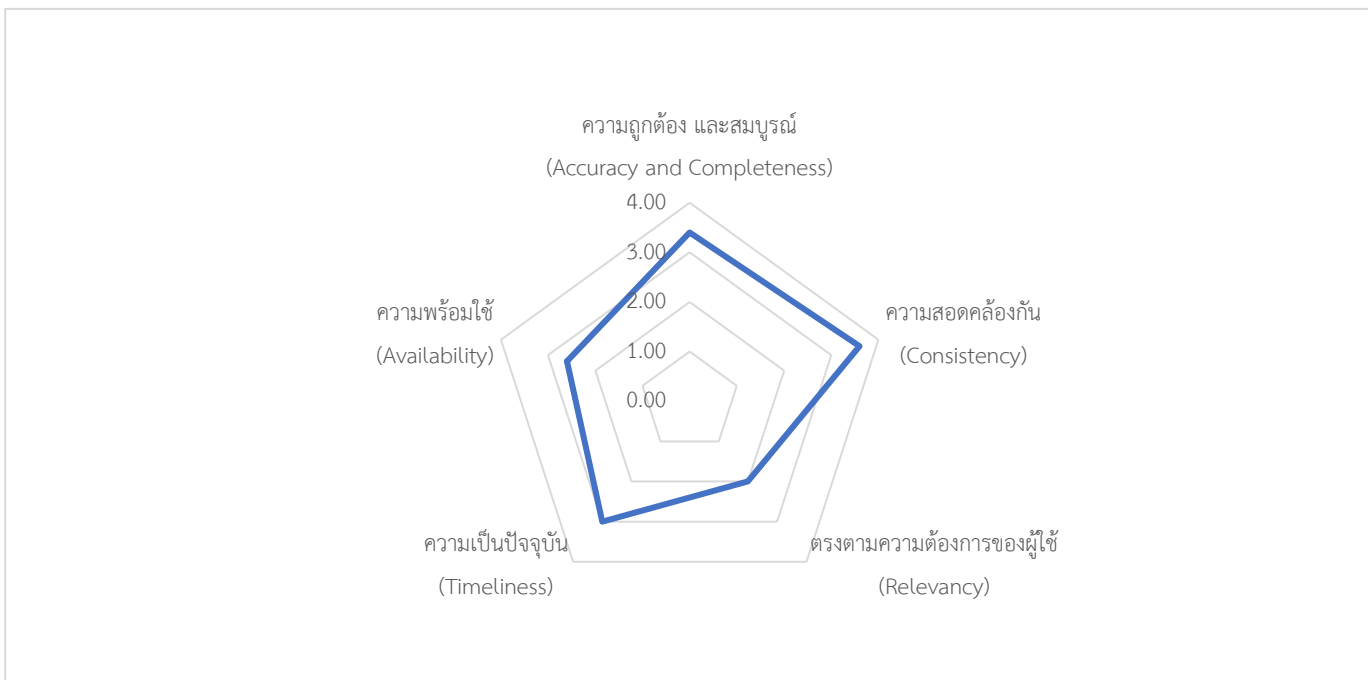 ความถูกต้อง และสมบูรณ์
(Accuracy and Completeness)
4.00
3.00
2.00
1.00
0.00
ความสอดคล้องกัน
(Consistency)
ตรงตามความต้องการของผู้ใช้
(Relevancy)
ความเป็นปัจจุบัน
(Timeliness)
ความพร้อมใช้
(Availability)